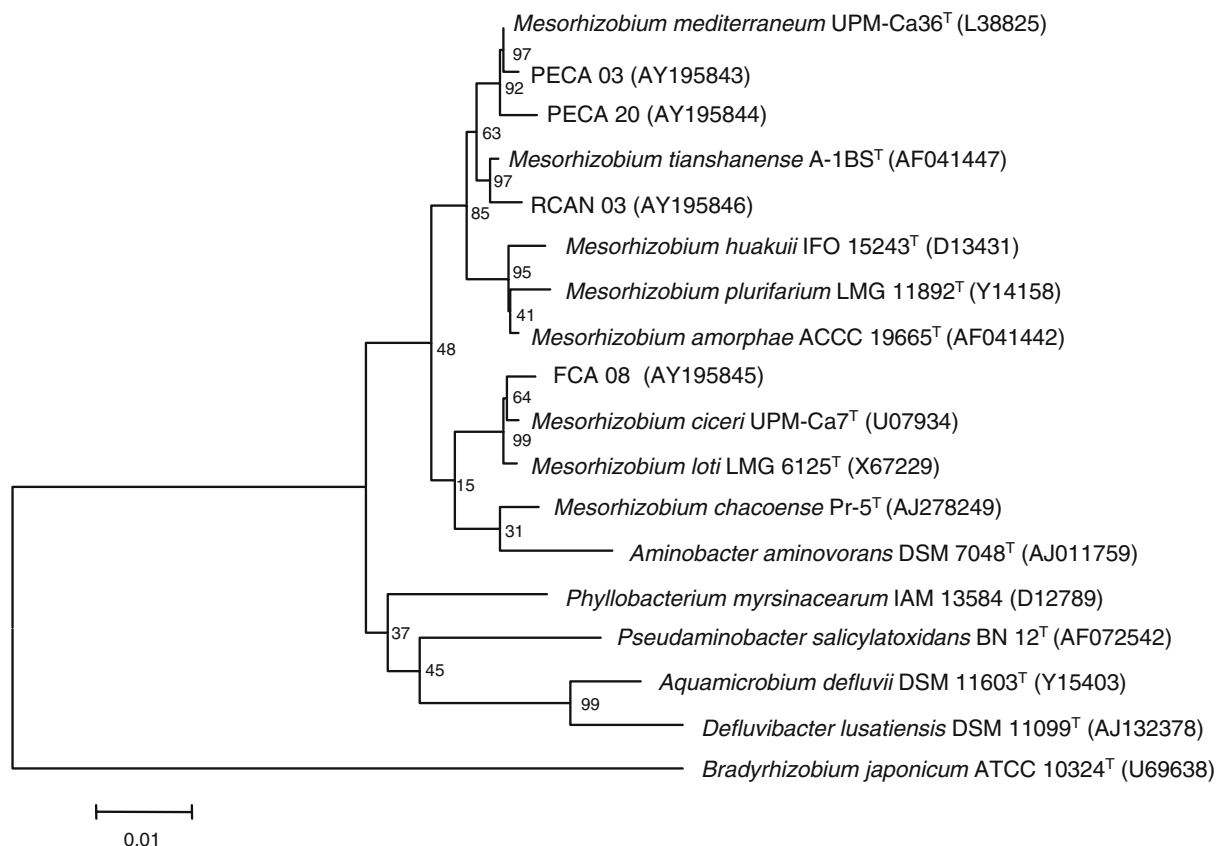 Mesorhizobium mediterraneum UPM-Ca36T (L38825)
97
PECA 03 (AY195843)
92
PECA 20 (AY195844)
63
Mesorhizobium tianshanense A-1BST (AF041447)
97
RCAN 03 (AY195846)
85
Mesorhizobium huakuii IFO 15243T (D13431)
95
Mesorhizobium plurifarium LMG 11892T (Y14158)
41
Mesorhizobium amorphae ACCC 19665T (AF041442)
48
FCA 08 (AY195845)
64
Mesorhizobium ciceri UPM-Ca7T (U07934)
99
Mesorhizobium loti LMG 6125T (X67229)
15
Mesorhizobium chacoense Pr-5T (AJ278249)
31
Aminobacter aminovorans DSM 7048T (AJ011759)
Phyllobacterium myrsinacearum IAM 13584 (D12789)
37
Pseudaminobacter salicylatoxidans BN 12T (AF072542)
45
Aquamicrobium defluvii DSM 11603T (Y15403)
99
Defluvibacter lusatiensis DSM 11099T (AJ132378)
Bradyrhizobium japonicum ATCC 10324T (U69638)
0.01